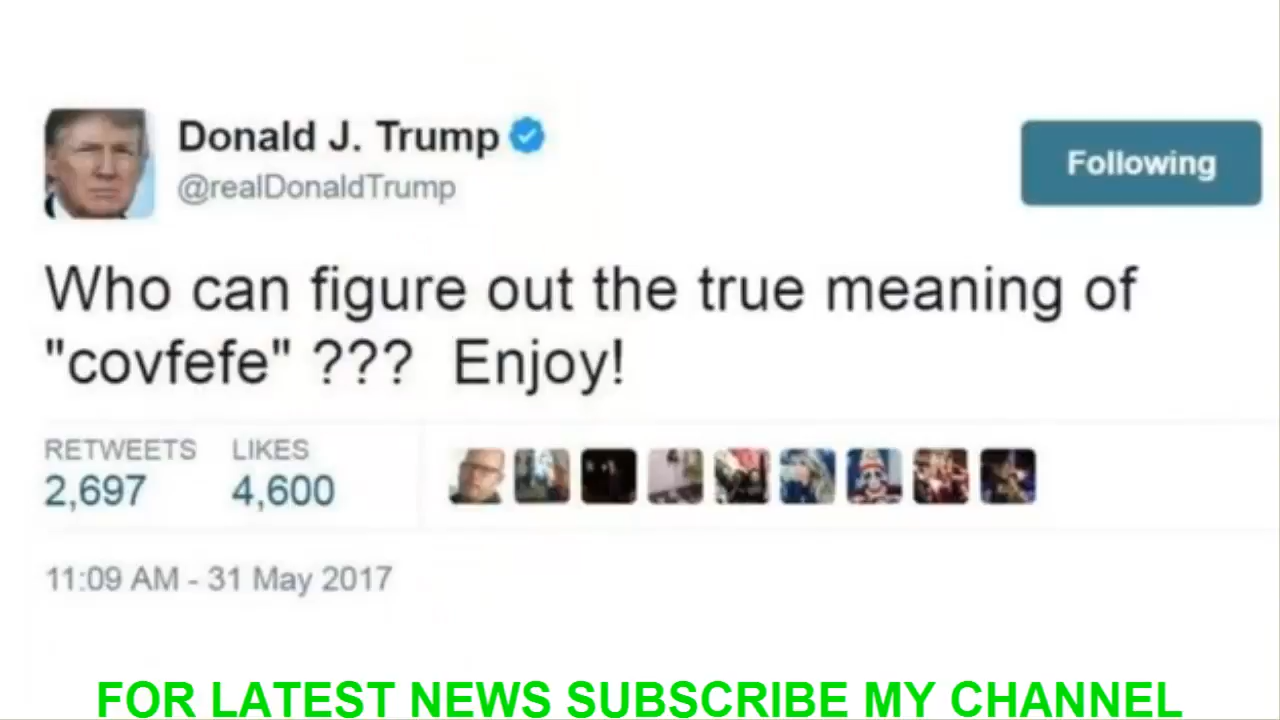 Donald J. Trump
@realDonaldTrump
Following
Who can figure out the true meaning of
"covfefe" ???  Enjoy!
RETWEETS LIKES
2,697 4,600
11:09 AM - 31 May 2017
FOR LATEST NEWS SUBSCRIBE MY CHANNEL